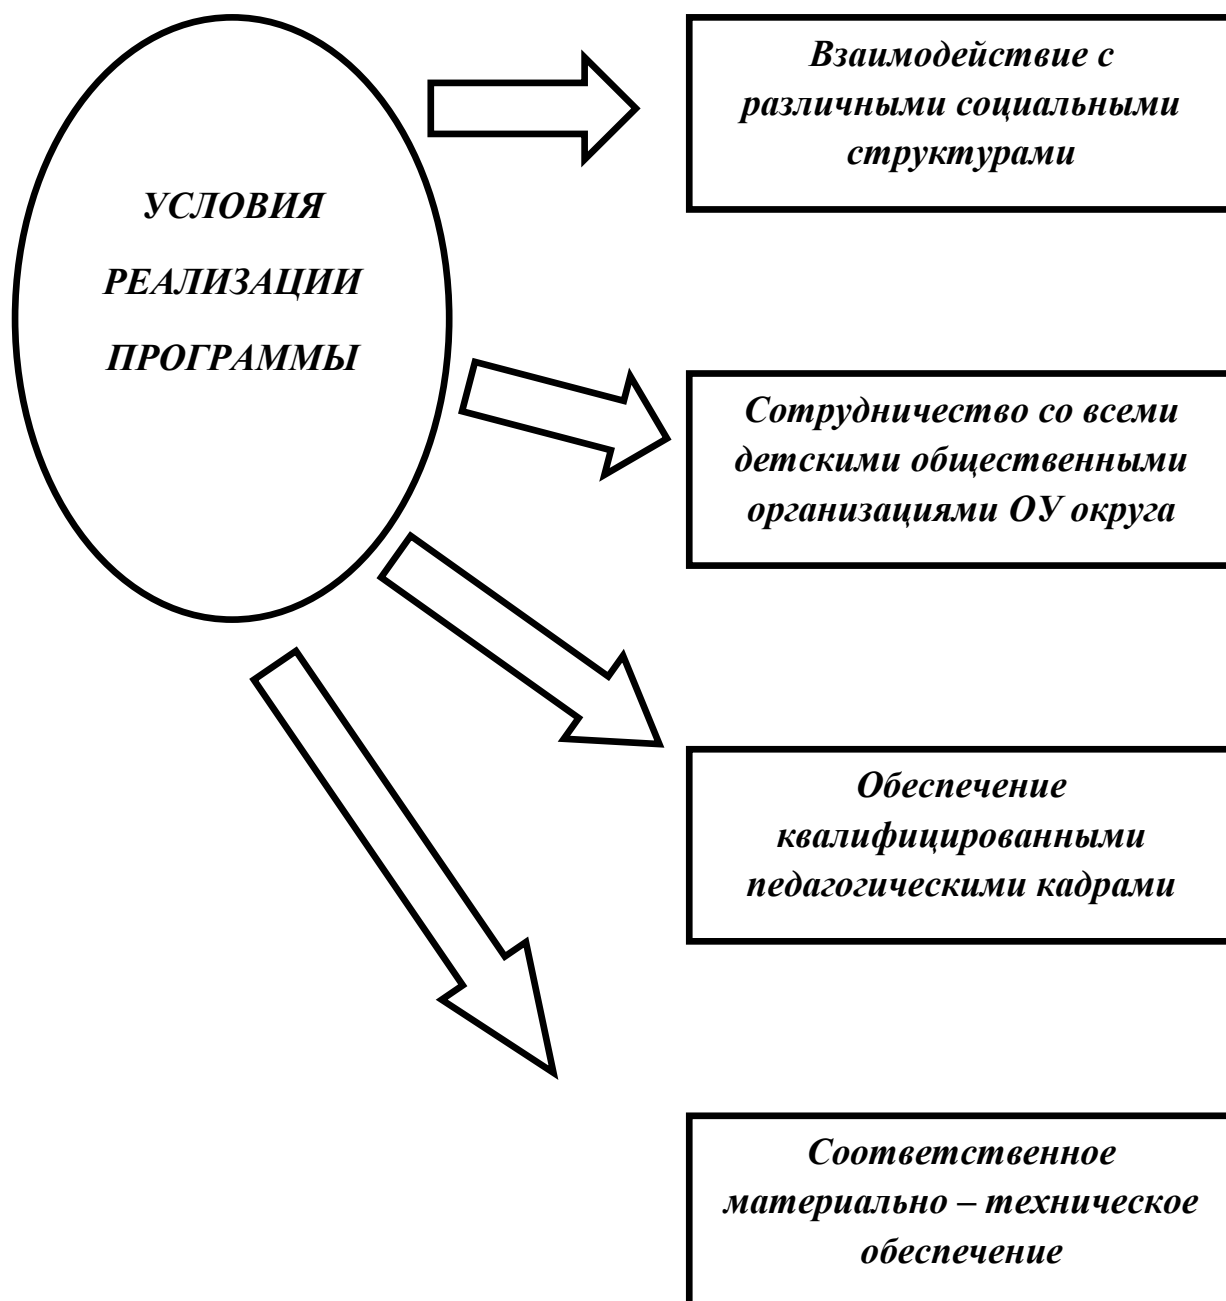 УСЛОВИЯ
РЕАЛИЗАЦИИ
ПРОГРАММЫ
Взаимодействие с
различными социальными
структурами
Сотрудничество со всеми
детскими общественными
организациями ОУ округа
Обеспечение
квалифицированными
педагогическими кадрами
Соответственное
материально – техническое
обеспечение